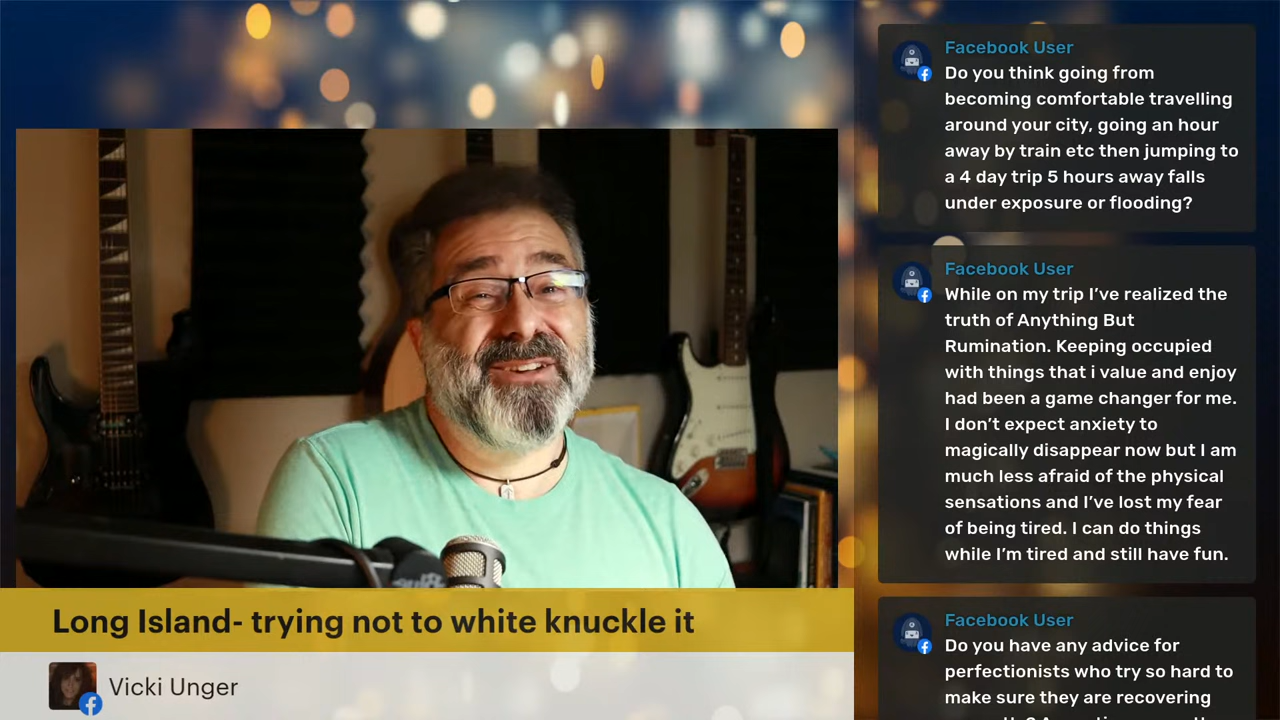 Long Island- trying not to white knuckle it
Vicki Unger
Facebook User
Do you think going from
becoming comfortable travelling
around your city, going an hour
away by train etc then jumping to
a 4 day trip 5 hours away falls
under exposure or flooding?
Facebook User
While on my trip I’ve realized the
truth of Anything But
Rumination. Keeping occupied
with things that i value and enjoy
had been a game changer for me.
I don’t expect anxiety to
magically disappear now but I am
much less afraid of the physical
sensations and I’ve lost my fear
of being tired. I can do things
while I’m tired and still have fun.
Facebook User
Do you have any advice for
perfectionists who try so hard to
make sure they are recovering